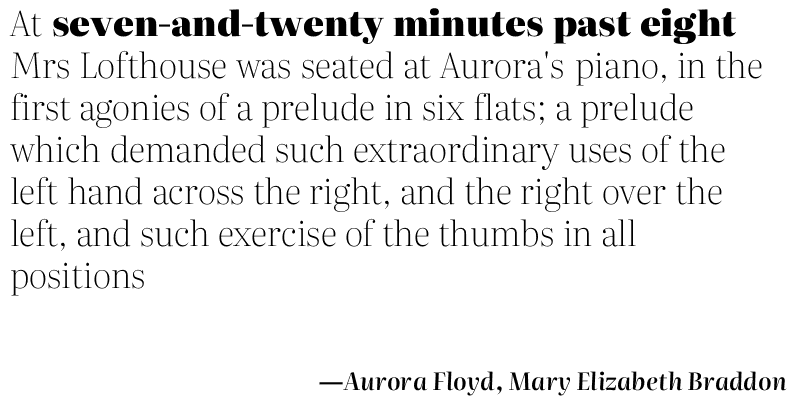 At seven-and-twenty minutes past eight
Mrs Lofthouse was seated at Aurora's piano, in the
first agonies of a prelude in six flats; a prelude
which demanded such extraordinary uses of the
left hand across the right, and the right over the
left, and such exercise of the thumbs in all
positions
—Aurora Floyd, Mary Elizabeth Braddon